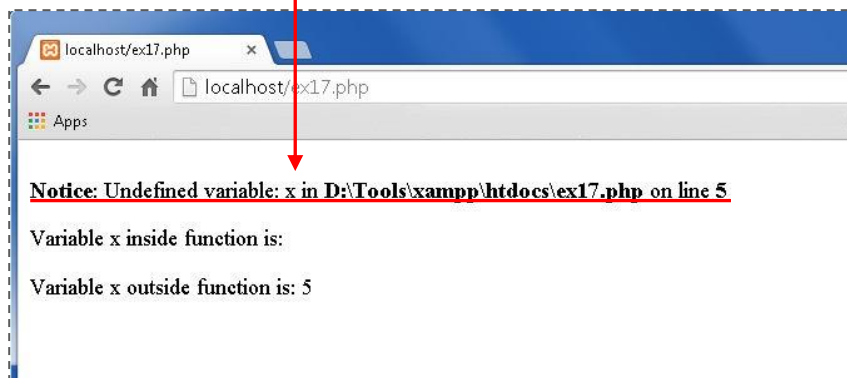 localhost/ex17.php
localhost/ex17.php
Apps
Notice: Undefined variable: x in D:\Tools\xampp\htdocs\ex17.php on line 5
Variable x inside function is:
Variable x outside function is: 5